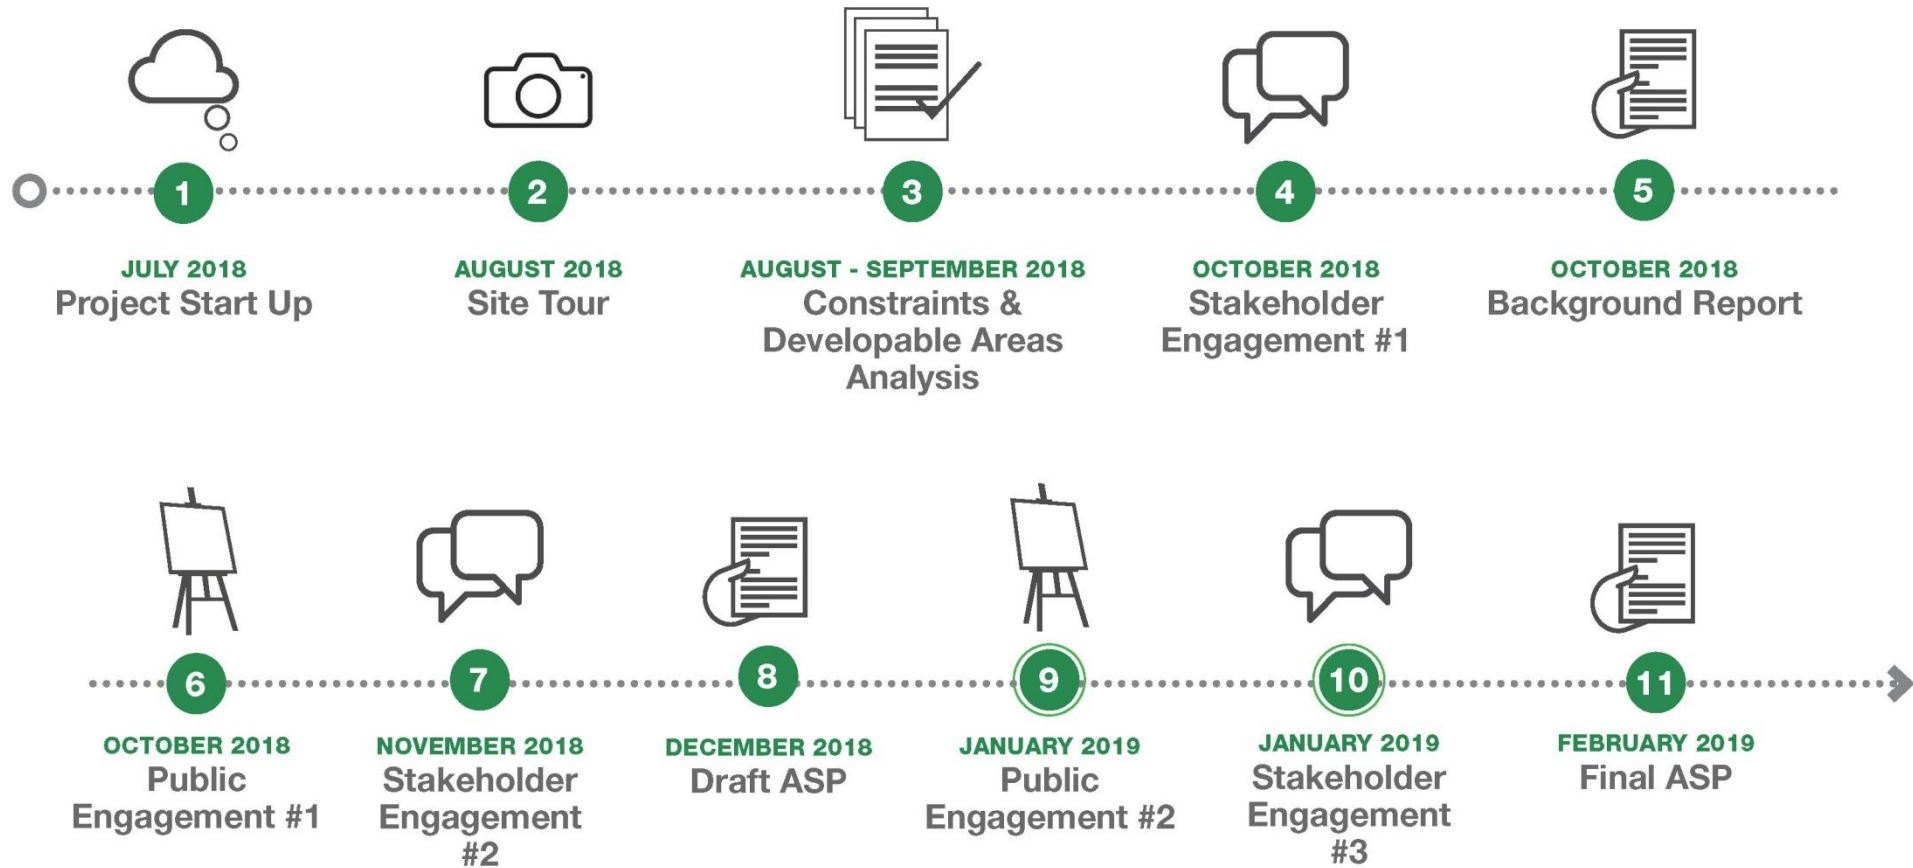 1
JULY 2018
Project Start Up
2
AUGUST 2018
Site Tour
3
AUGUST - SEPTEMBER 2018
Constraints &
Developable Areas
Analysis
4
OCTOBER 2018
Stakeholder
Engagement #1
5
OCTOBER 2018
Background Report
6
OCTOBER 2018
Public
Engagement #1
7
NOVEMBER 2018
Stakeholder
Engagement
#2
8
DECEMBER 2018
Draft ASP
9
JANUARY 2019
Public
Engagement #2
10
JANUARY 2019
Stakeholder
Engagement
#3
11
FEBRUARY 2019
Final ASP